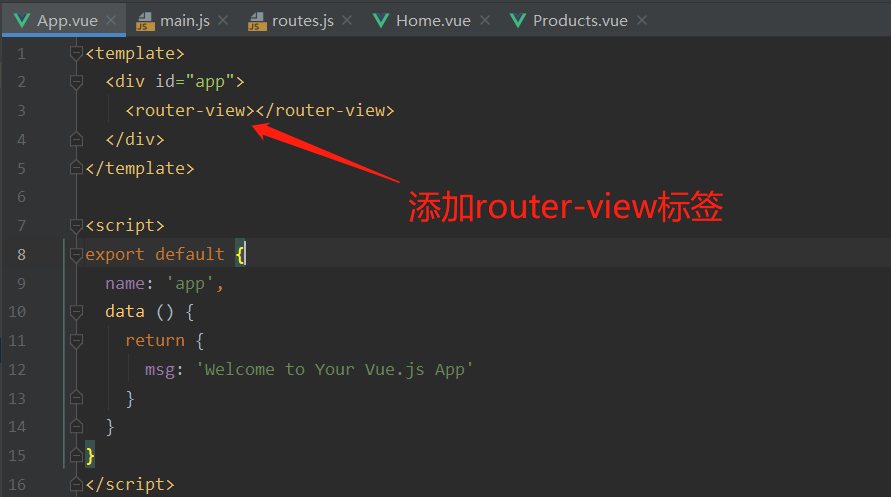 App.vue main.js routes.js Home.vue Products.vue
1 <template>
2 <div id="app">
3 <router-view></router-view>
4 </div>
5 </template>
添加router-view标签
6
7 <script>
8 export default {
9 name: 'app',
10 data () {
11 return {
12 msg: 'Welcome to Your Vue.js App'
13 }
14 }
15 }
16 </script>